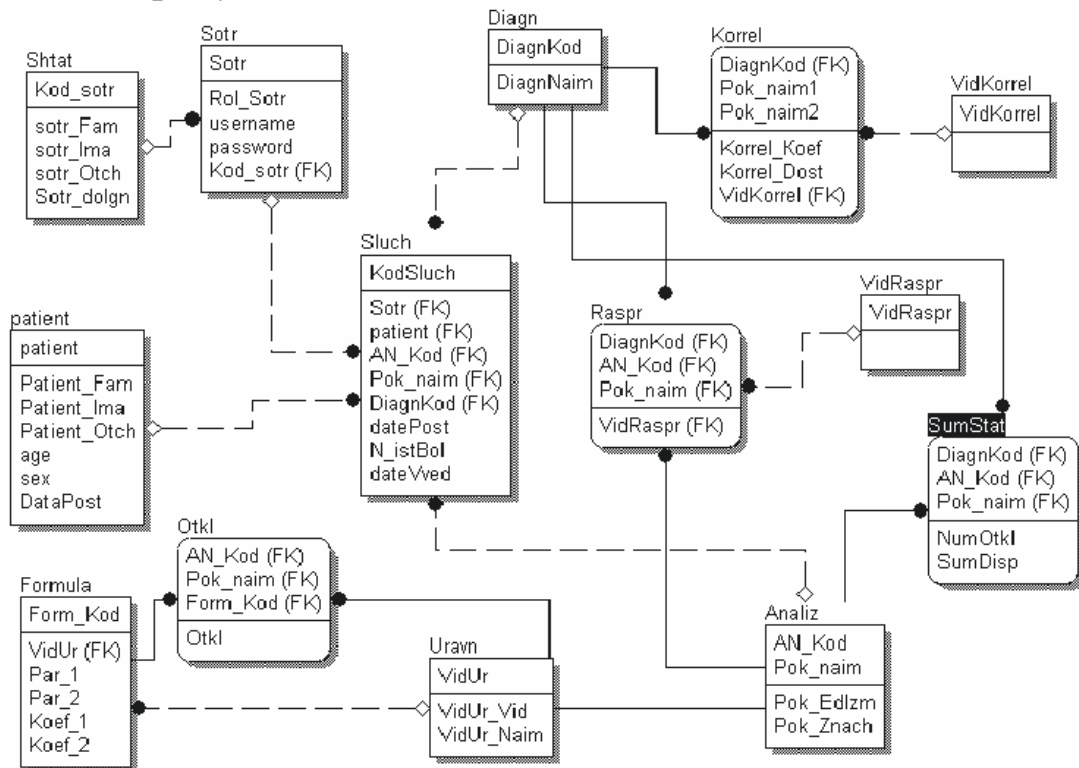 Shtat
Kod_sotr
sotr_Fam
sotr_Ima
sotr_Otch
Sotr_dolgn
Sotr
Sotr
Rol_Sotr
username
password
Kod_sotr (FK)
Diagn
DiagnKod
DiagnNaim
Korrel
DiagnKod (FK)
Pok_naim1
Pok_naim2
Korrel_Koef
Korrel_Dost
VidKorrel (FK)
VidKorrel
VidKorrel
Sluch
KodSluch
Sotr (FK)
patient (FK)
AN_Kod (FK)
Pok_naim (FK)
DiagnKod (FK)
datePost
N_istBol
dateVved
patient
patient
Patient_Fam
Patient_Ima
Patient_Otch
age
sex
DataPost
Raspr
DiagnKod (FK)
AN_Kod (FK)
Pok_naim (FK)
VidRaspr (FK)
VidRaspr
VidRaspr
SumStat
DiagnKod (FK)
AN_Kod (FK)
Pok_naim (FK)
NumOtkl
SumDisp
Otkl
AN_Kod (FK)
Pok_naim (FK)
Form_Kod (FK)
Otkl
Formula
Form_Kod
VidUr (FK)
Par_1
Par_2
Koef_1
Koef_2
Uravn
VidUr
VidUr_Vid
VidUr_Naim
Analiz
AN_Kod
Pok_naim
Pok_EdIzm
Pok_Znach